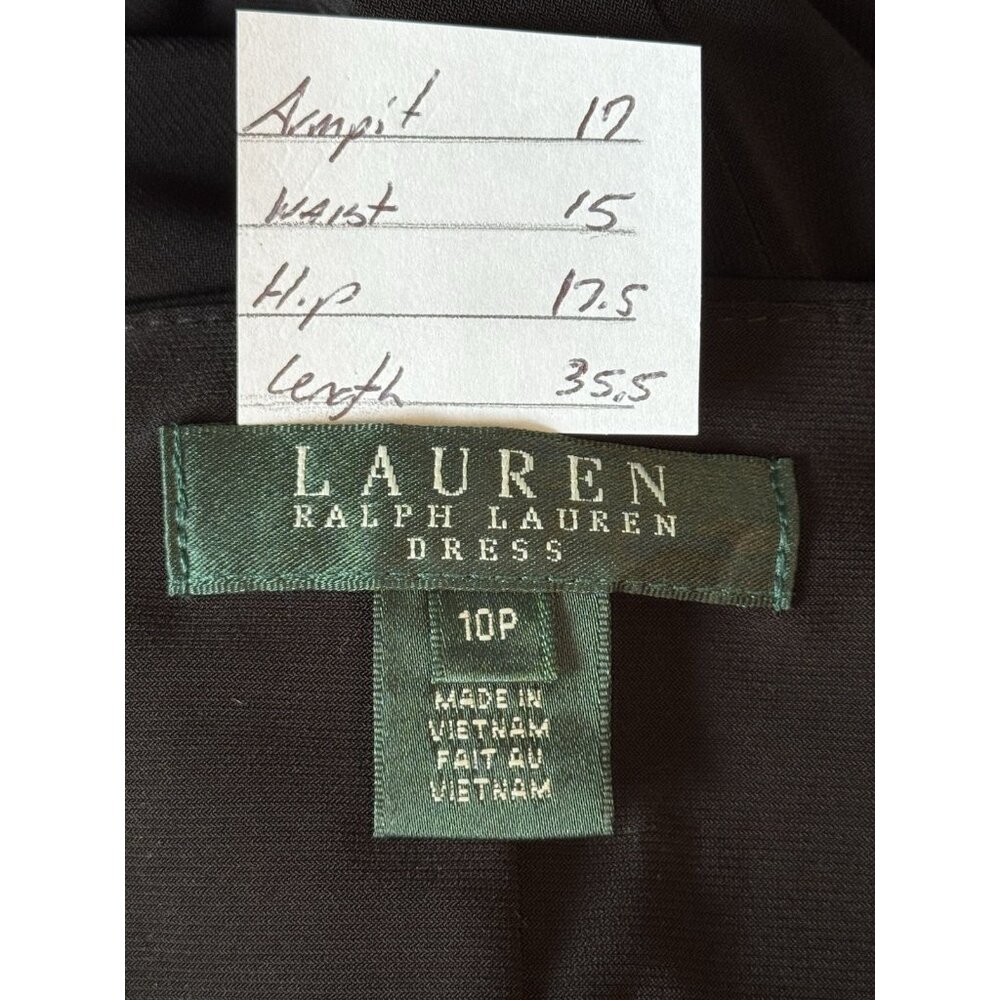 Armpit 17
Waist 15
Hip 17.5
Length 35.5
LAUREN
RALPH LAUREN
DRESS
10P
MADE IN
VIETNAM
FAIT AU
VIETNAM